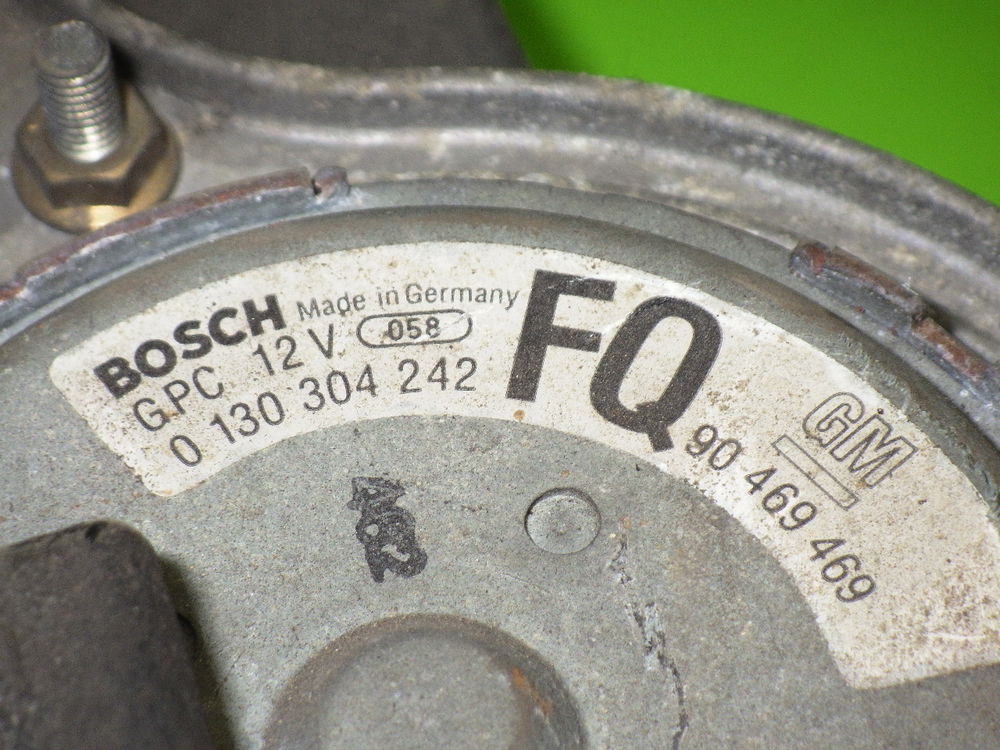 BOSCH Made in Germany
GPC 12 V 058
0 130 304 242
FQ
GM
90 469 469